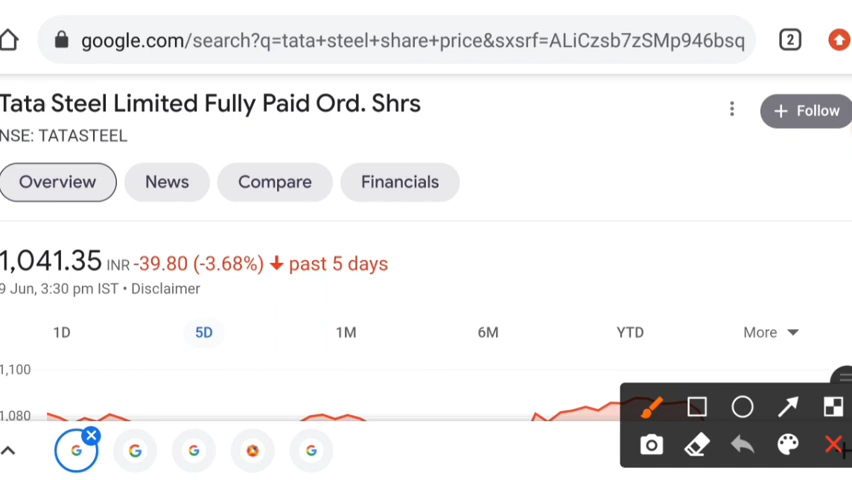 google.com/search?q=tata+steel+share+price&sxsrf=ALiCzsb7zSMp946bsq
2
Tata Steel Limited Fully Paid Ord. Shrs
+ Follow
NSE: TATASTEEL
Overview News Compare Financials
1,041.35 INR -39.80 (-3.68%) ↓ past 5 days
9 Jun, 3:30 pm IST • Disclaimer
1D 5D 1M 6M YTD More
1,100
1,080